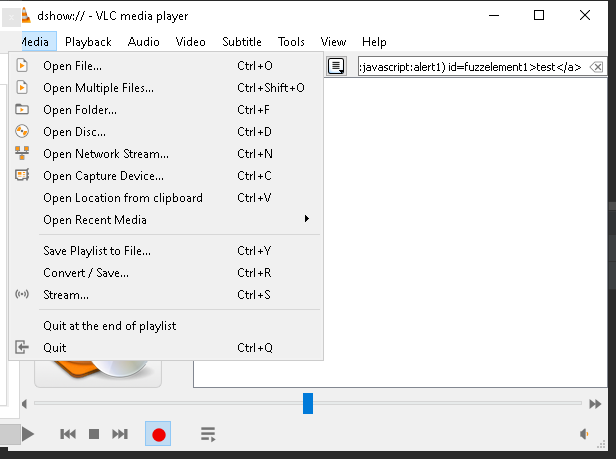 dshow:// - VLC media player
Media Playback Audio Video Subtitle Tools View Help
:javascript:alert1) id=fuzzelement1>test</a>
Open File... Ctrl+O
Open Multiple Files... Ctrl+Shift+O
Open Folder... Ctrl+F
Open Disc... Ctrl+D
Open Network Stream... Ctrl+N
Open Capture Device... Ctrl+C
Open Location from clipboard Ctrl+V
Open Recent Media
Save Playlist to File... Ctrl+Y
Convert / Save... Ctrl+R
Stream... Ctrl+S
Quit at the end of playlist
Quit Ctrl+Q